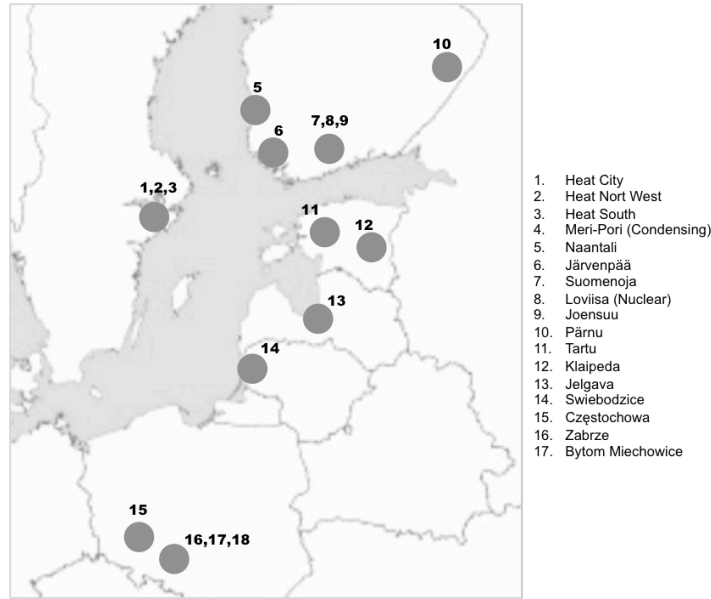 10
5
7,8,9
6
1,2,3
11
12
13
14
15
16,17,18
1. Heat City
2. Heat Nort West
3. Heat South
4. Meri-Pori (Condensing)
5. Naantali
6. Järvenpää
7. Suomenoja
8. Loviisa (Nuclear)
9. Joensuu
10. Pärnu
11. Tartu
12. Klaipeda
13. Jelgava
14. Swiebodzice
15. Częstochowa
16. Zabrze
17. Bytom Miechowice